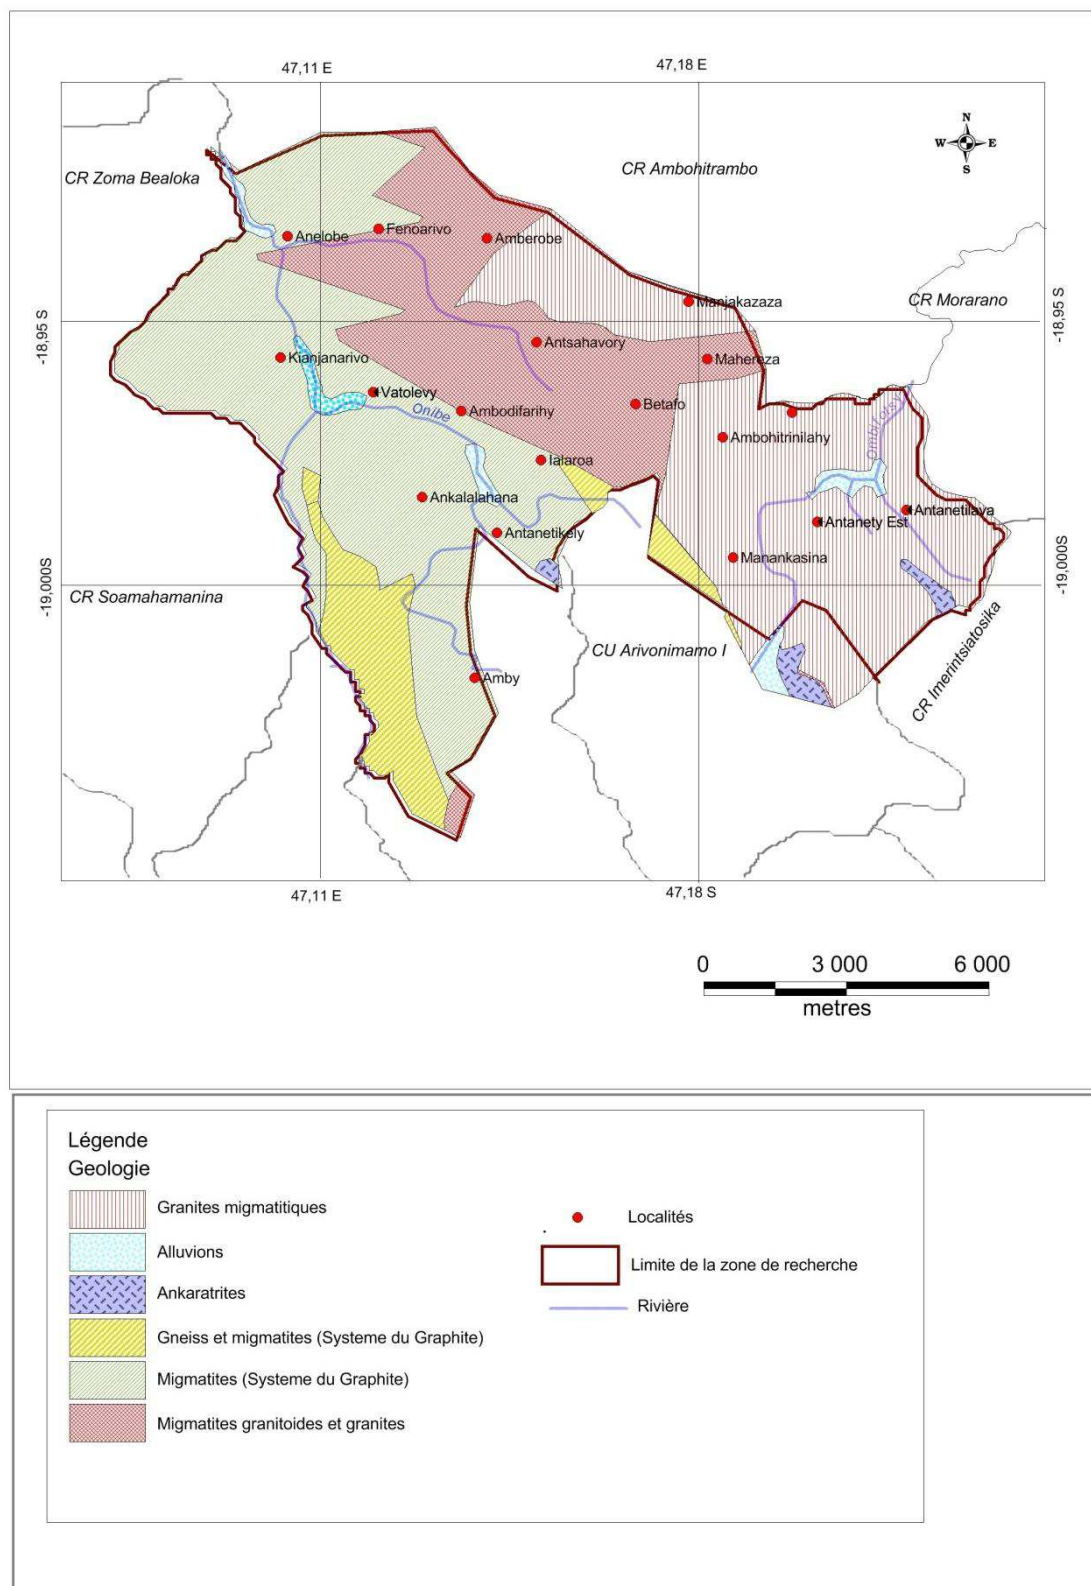 47,11 E
47,18 E
N
W E
S
CR Zoma Bealoka
CR Ambohitrambo
Anelobe
Fenoarivo
Amberobe
CR Morarano
Manjakazaza
-18,95 S
-18,95 S
Antsahavory
Kianjanarivo
Mahereza
Vatolevy
Onibe
Ambodifarihy
Betafo
Ombifotsy
Ambohitrinilahy
Ialaroa
Ankalalahana
Antanetilava
Antanety Est
Antanetikely
Manankasina
-19,000S
-19,000S
CR Soamahamanina
CU Arivonimamo I
CR Imerintsiatosika
Amby
47,11 E
47,18 S
0 3 000 6 000
metres
Légende
Geologie
Granites migmatitiques
Alluvions
Ankaratrites
Gneiss et migmatites (Systeme du Graphite)
Migmatites (Systeme du Graphite)
Migmatites granitoides et granites
Localités
Limite de la zone de recherche
Rivière